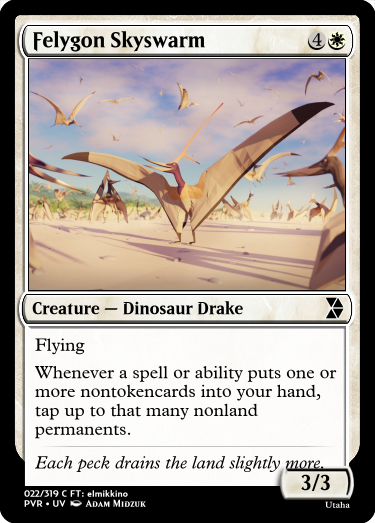 Felygon Skyswarm 4
Creature — Dinosaur Drake
Flying
Whenever a spell or ability puts one or
more nontokencards into your hand,
tap up to that many nonland
permanents.
Each peck drains the land slightly more.
3/3
022/319 C FT: elmikkino
PVR • UV ADAM MIDZUK
Utaha